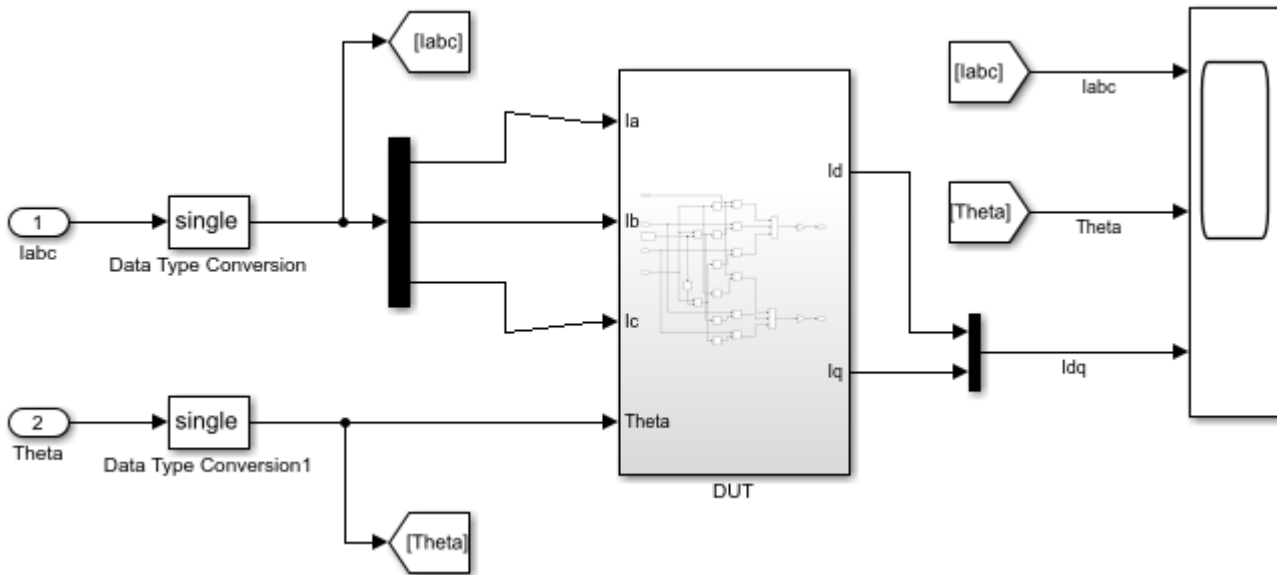 [Iabc]
[Iabc]
Iabc
Ia
Id
1
single
Ib
[Theta]
Theta
Iabc
Data Type Conversion
Ic
Iq
Idq
2
single
Theta
Theta
Data Type Conversion1
DUT
[Theta]